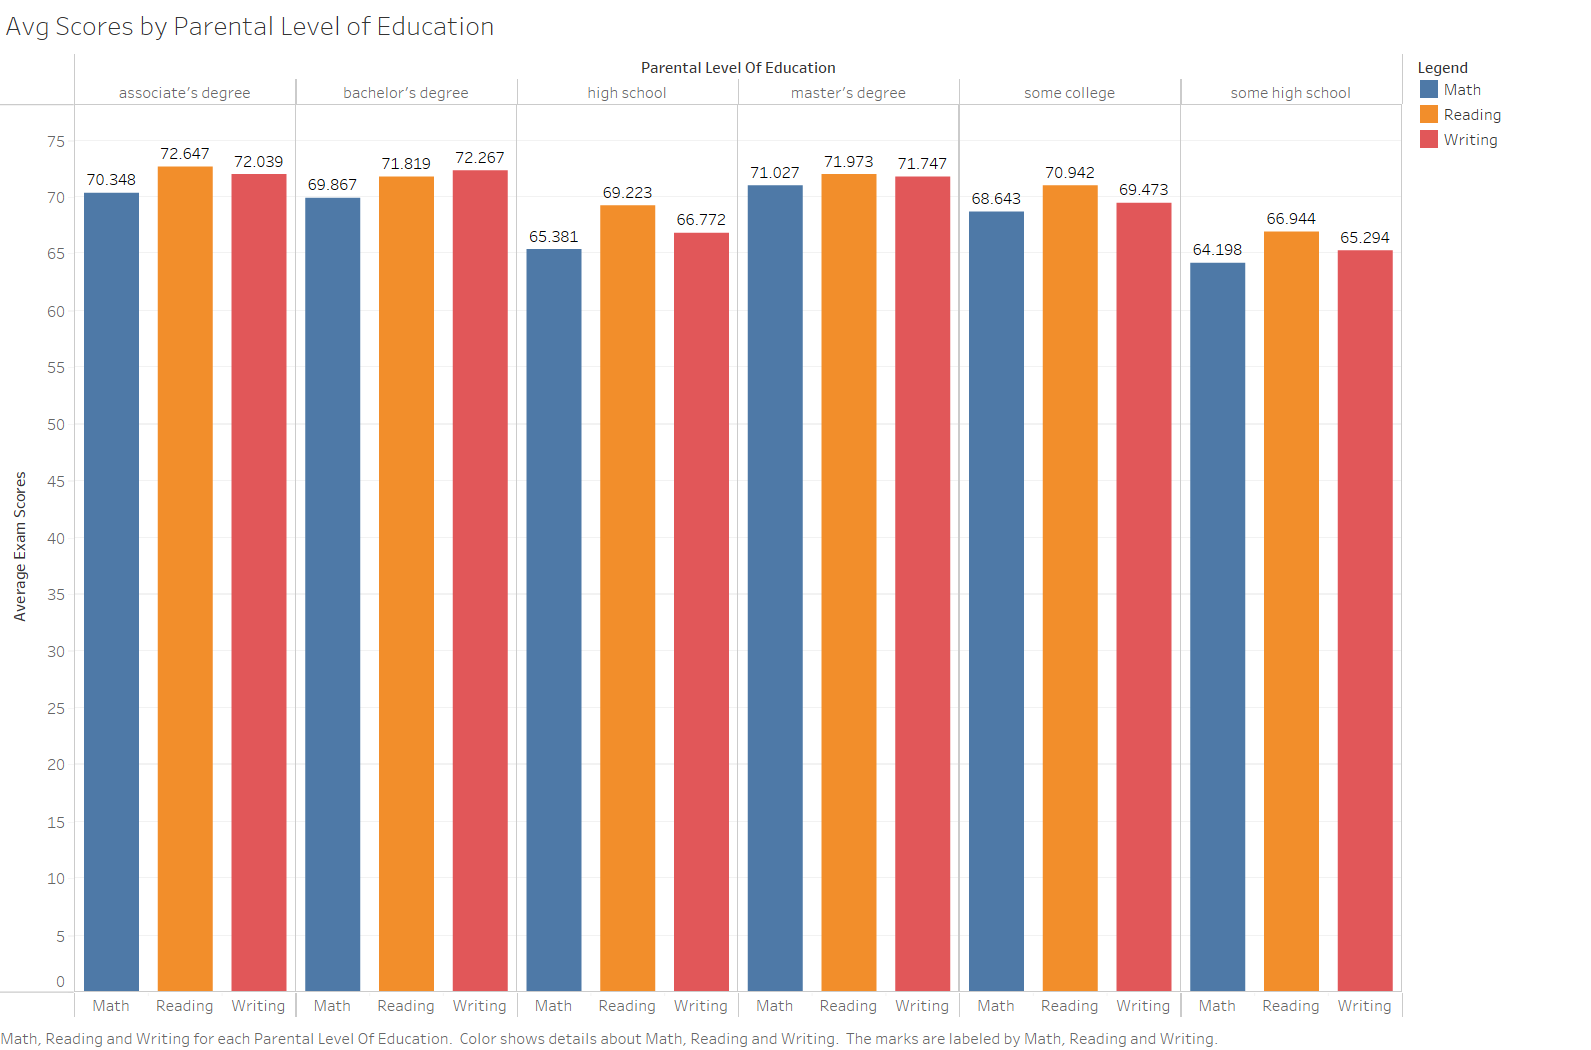 Avg Scores by Parental Level of Education
Parental Level Of Education
associate's degree bachelor's degree high school master's degree some college some high school
Legend
Math
Reading
Writing
75
70
65
60
55
50
45
40
35
30
25
20
15
10
5
0
Average Exam Scores
70.348 72.647 72.039 69.867 71.819 72.267 65.381 69.223 66.772 71.027 71.973 71.747 68.643 70.942 69.473 64.198 66.944 65.294
Math Reading Writing Math Reading Writing Math Reading Writing Math Reading Writing Math Reading Writing Math Reading Writing
Math, Reading and Writing for each Parental Level Of Education.  Color shows details about Math, Reading and Writing.  The marks are labeled by Math, Reading and Writing.